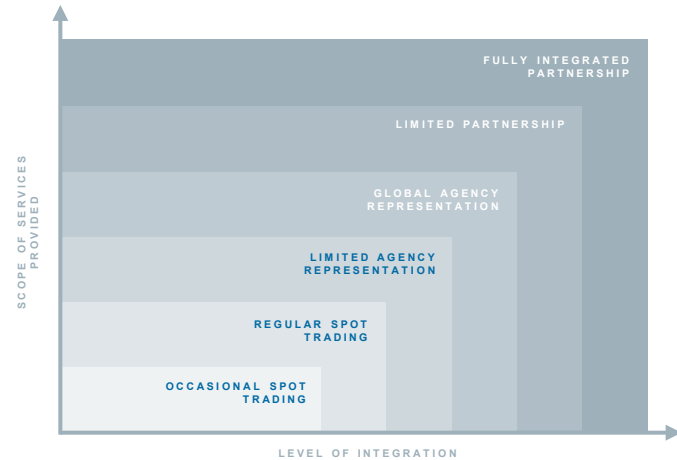 FULLY INTEGRATED
PARTNERSHIP
LIMITED PARTNERSHIP
GLOBAL AGENCY
REPRESENTATION
LIMITED AGENCY
REPRESENTATION
REGULAR SPOT
TRADING
OCCASIONAL SPOT
TRADING
SCOPE OF SERVICES
PROVIDED
LEVEL OF INTEGRATION